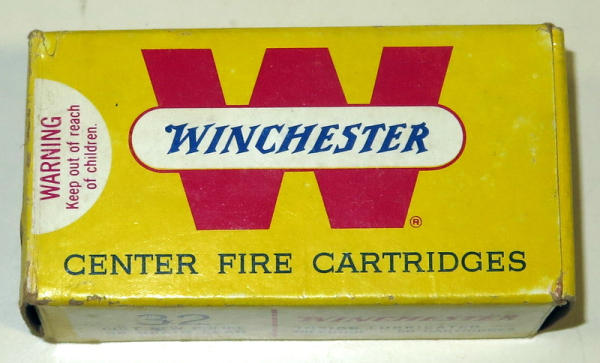 WARNING
Keep out of reach
of children.
WINCHESTER
®
CENTER FIRE CARTRIDGES
32
WINCHESTER